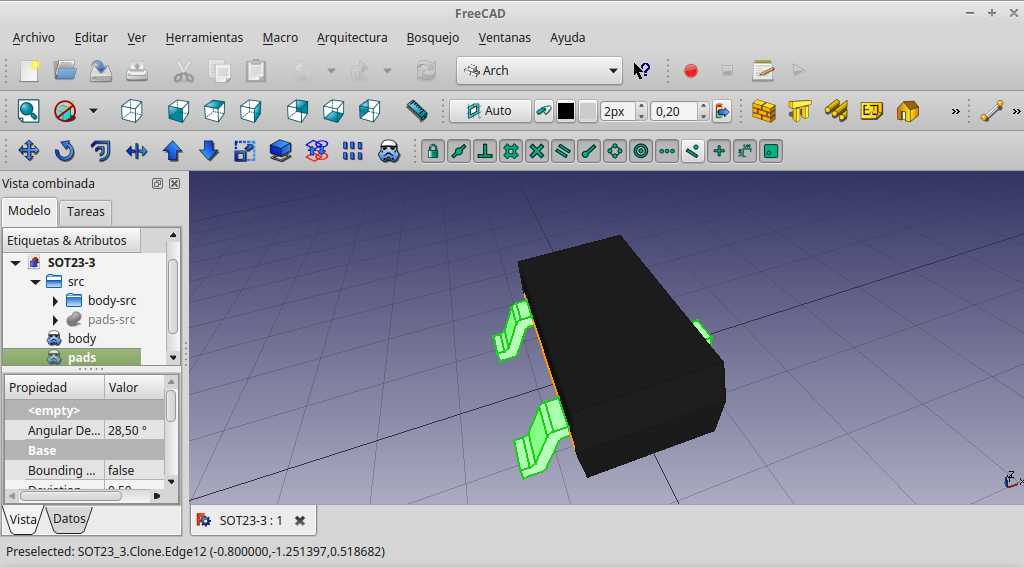 FreeCAD
Archivo Editar Ver Herramientas Macro Arquitectura Bosquejo Ventanas Ayuda
Arch
Auto 2px 0,20
Vista combinada
Modelo Tareas
Etiquetas & Atributos
SOT23-3
src
body-src
pads-src
body
pads
Propiedad Valor
<empty>
Angular De... 28,50 °
Base
Bounding ... false
Deviation 0,50
Vista Datos
SOT23-3 : 1
Z
X
Preselected: SOT23_3.Clone.Edge12 (-0.800000,-1.251397,0.518682)